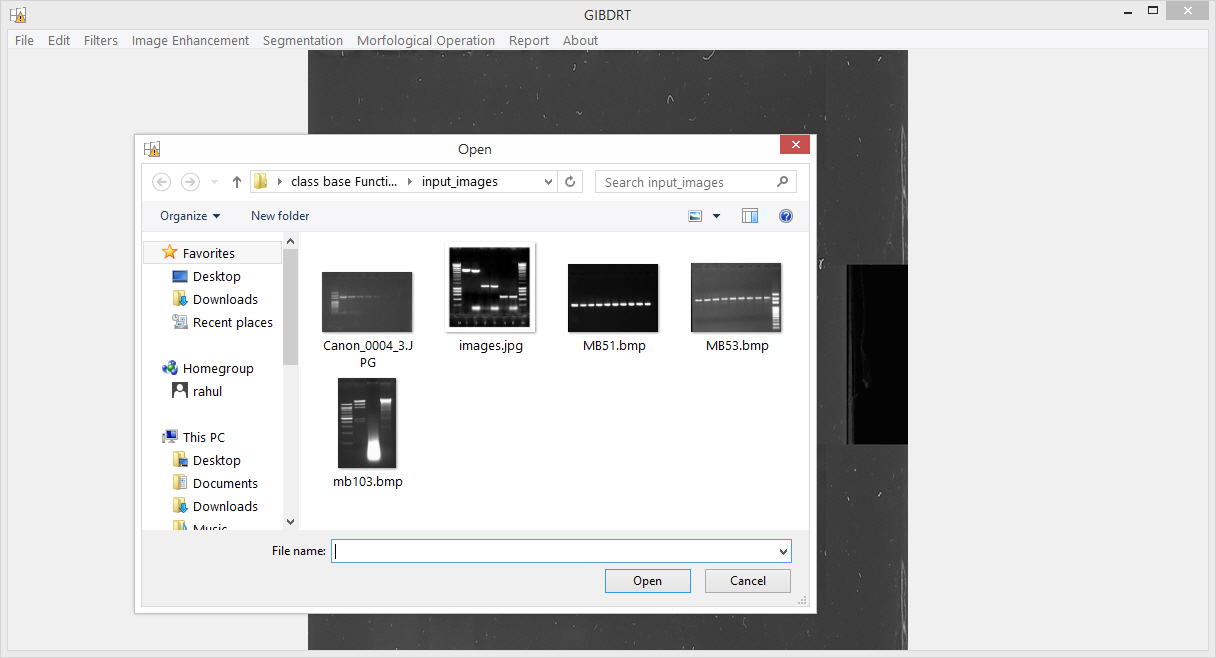 GIBDRT
File Edit Filters Image Enhancement Segmentation Morfological Operation Report About
Open
class base Functi... input_images
Search input_images
Organize New folder
Favorites
Desktop
Downloads
Recent places
Homegroup
rahul
This PC
Desktop
Documents
Downloads
Music
Canon_0004_3.J
PG
images.jpg
MB51.bmp
MB53.bmp
mb103.bmp
File name:
Open Cancel